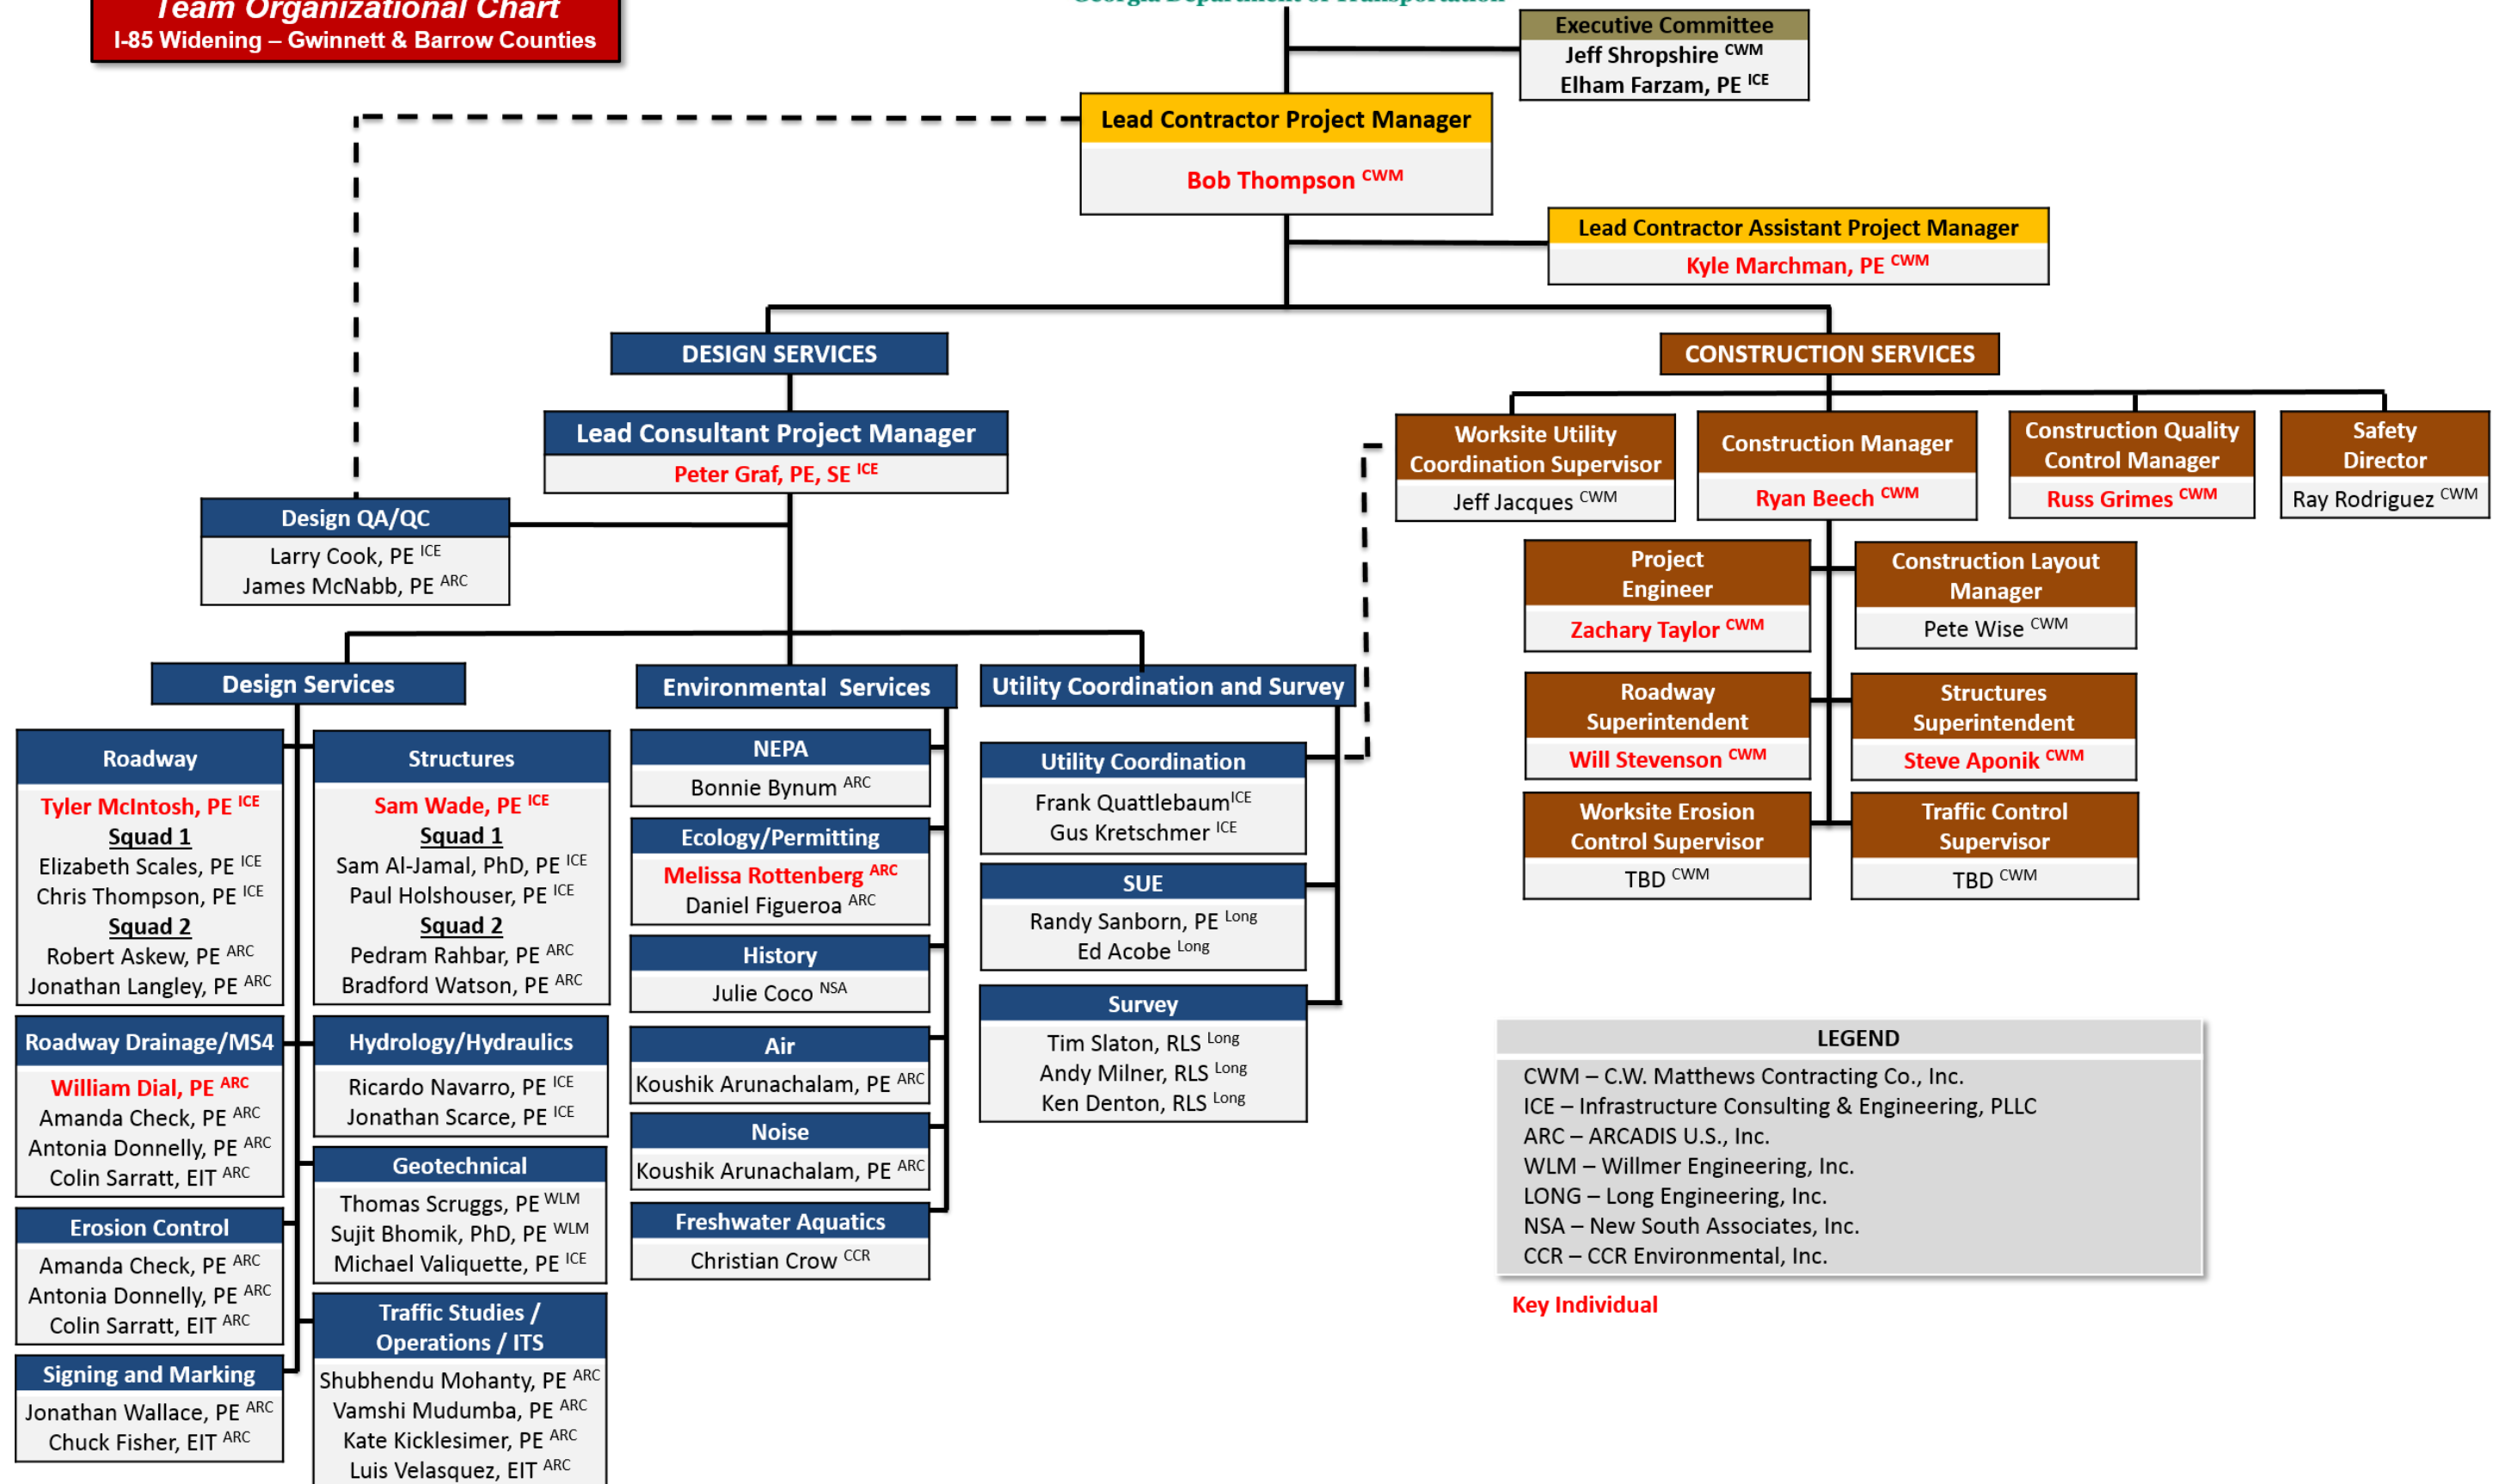 Team Organizational Chart
I-85 Widening – Gwinnett & Barrow Counties
Georgia Department of Transportation
Executive Committee
Jeff Shropshire CWM
Elham Farzam, PE ICE
Lead Contractor Project Manager
Bob Thompson CWM
Lead Contractor Assistant Project Manager
Kyle Marchman, PE CWM
DESIGN SERVICES
Lead Consultant Project Manager
Peter Graf, PE, SE ICE
Design QA/QC
Larry Cook, PE ICE
James McNabb, PE ARC
Design Services
Roadway
Tyler McIntosh, PE ICE
Squad 1
Elizabeth Scales, PE ICE
Chris Thompson, PE ICE
Squad 2
Robert Askew, PE ARC
Jonathan Langley, PE ARC
Roadway Drainage/MS4
William Dial, PE ARC
Amanda Check, PE ARC
Antonia Donnelly, PE ARC
Colin Sarratt, EIT ARC
Erosion Control
Amanda Check, PE ARC
Antonia Donnelly, PE ARC
Colin Sarratt, EIT ARC
Signing and Marking
Jonathan Wallace, PE ARC
Chuck Fisher, EIT ARC
Structures
Sam Wade, PE ICE
Squad 1
Sam Al-Jamal, PhD, PE ICE
Paul Holshouser, PE ICE
Squad 2
Pedram Rahbar, PE ARC
Bradford Watson, PE ARC
Hydrology/Hydraulics
Ricardo Navarro, PE ICE
Jonathan Scarce, PE ICE
Geotechnical
Thomas Scruggs, PE WLM
Sujit Bhomik, PhD, PE WLM
Michael Valiquette, PE ICE
Traffic Studies /
Operations / ITS
Shubhendu Mohanty, PE ARC
Vamshi Mudumba, PE ARC
Kate Kicklesimer, PE ARC
Luis Velasquez, EIT ARC
Environmental Services
NEPA
Bonnie Bynum ARC
Ecology/Permitting
Melissa Rottenberg ARC
Daniel Figueroa ARC
History
Julie Coco NSA
Air
Koushik Arunachalam, PE ARC
Noise
Koushik Arunachalam, PE ARC
Freshwater Aquatics
Christian Crow CCR
Utility Coordination and Survey
Utility Coordination
Frank QuattlebaumICE
Gus Kretschmer ICE
SUE
Randy Sanborn, PE Long
Ed Acobe Long
Survey
Tim Slaton, RLS Long
Andy Milner, RLS Long
Ken Denton, RLS Long
CONSTRUCTION SERVICES
Worksite Utility
Coordination Supervisor
Jeff Jacques CWM
Construction Manager
Ryan Beech CWM
Construction Quality
Control Manager
Russ Grimes CWM
Safety
Director
Ray Rodriguez CWM
Project
Engineer
Zachary Taylor CWM
Construction Layout
Manager
Pete Wise CWM
Roadway
Superintendent
Will Stevenson CWM
Structures
Superintendent
Steve Aponik CWM
Worksite Erosion
Control Supervisor
TBD CWM
Traffic Control
Supervisor
TBD CWM
LEGEND
CWM – C.W. Matthews Contracting Co., Inc.
ICE – Infrastructure Consulting & Engineering, PLLC
ARC – ARCADIS U.S., Inc.
WLM – Willmer Engineering, Inc.
LONG – Long Engineering, Inc.
NSA – New South Associates, Inc.
CCR – CCR Environmental, Inc.
Key Individual